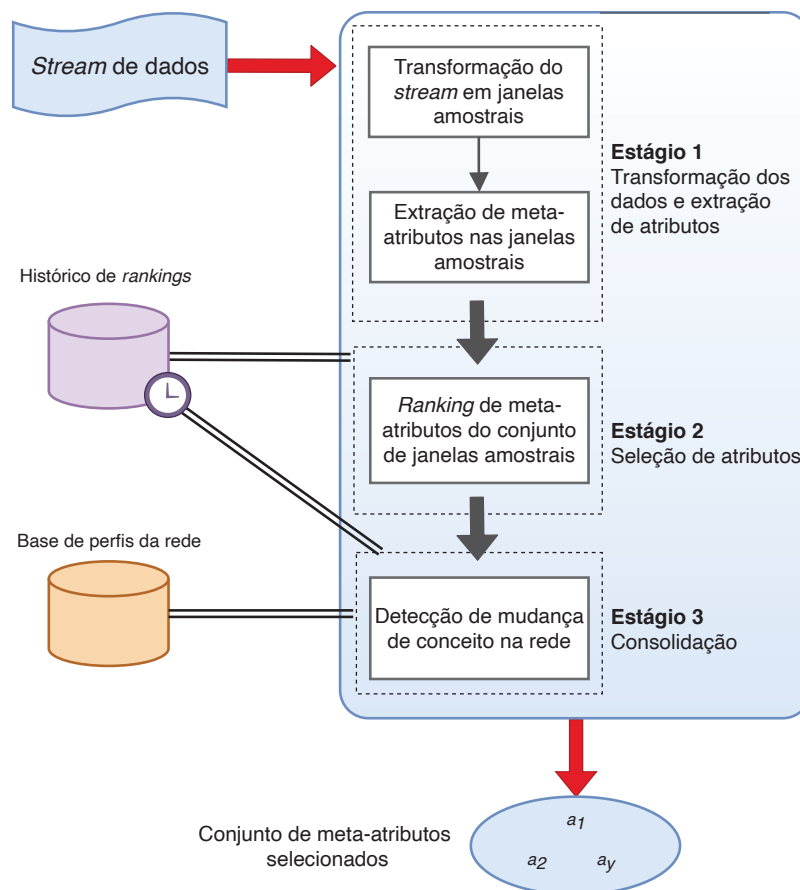 Stream de dados
Transformação do
stream em janelas
amostrais
Estágio 1
Transformação dos
dados e extração
de atributos
Extração de meta-
atributos nas janelas
amostrais
Histórico de rankings
Ranking de meta-
atributos do conjunto
de janelas amostrais
Estágio 2
Seleção de atributos
Base de perfis da rede
Detecção de mudança
de conceito na rede
Estágio 3
Consolidação
Conjunto de meta-atributos
selecionados
a1
a2 ay